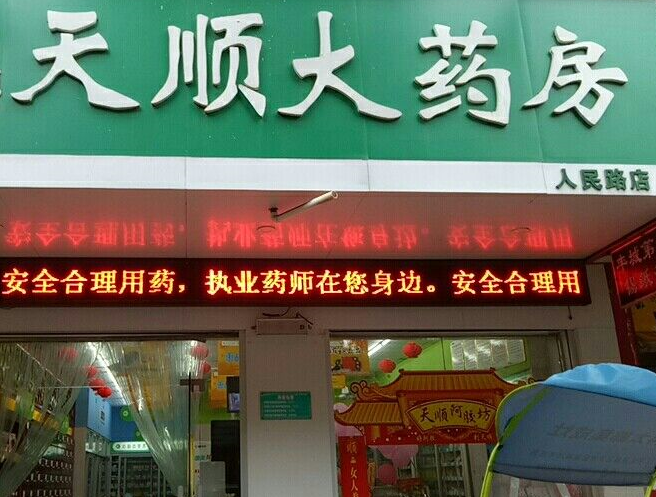 天顺大药房
人民路店
安全合理用药，执业药师在您身边。安全合理用
天顺阿胶坊